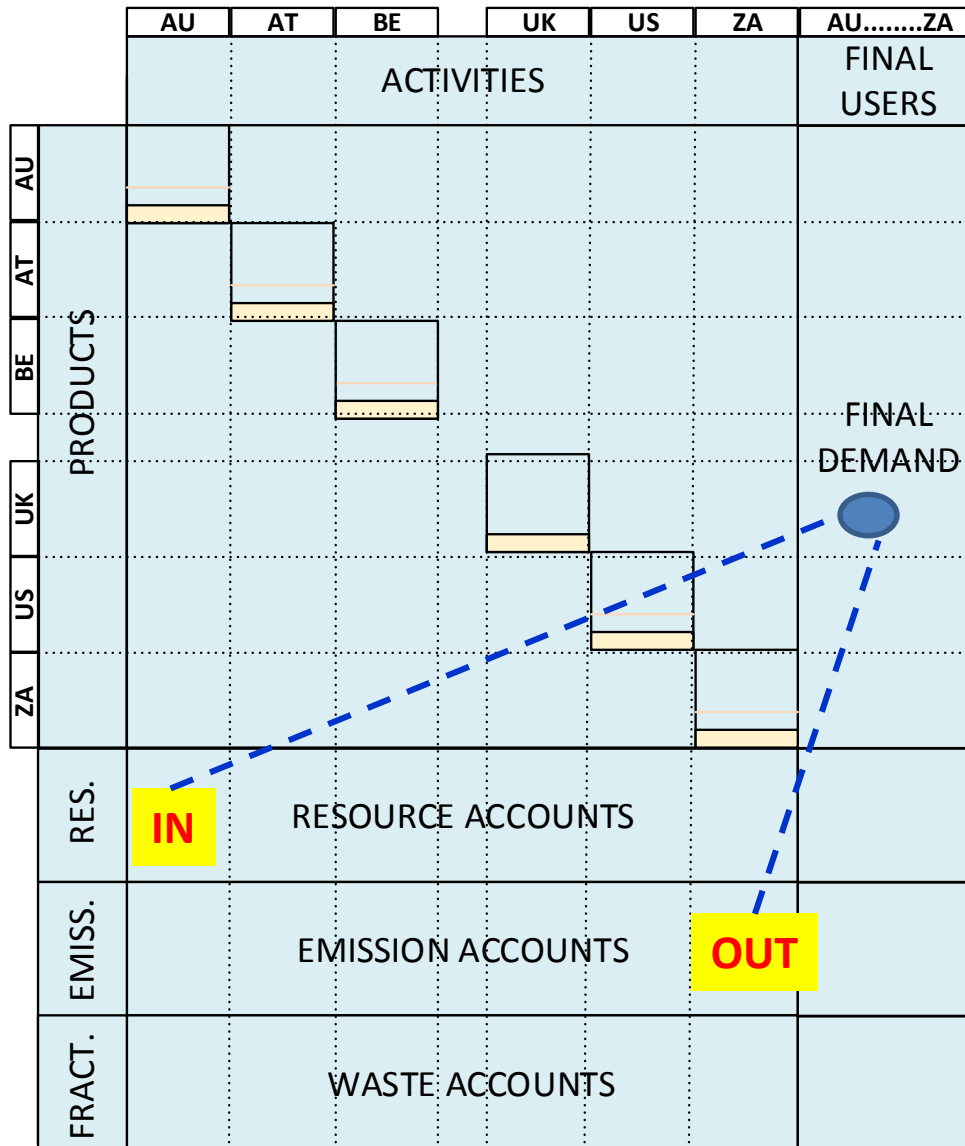 AU AT BE UK US ZA AU........ZA
ACTIVITIES
FINAL
USERS
AU
AT
BE
UK
US
ZA
PRODUCTS
FINAL
DEMAND
RES.
IN
RESOURCE ACCOUNTS
EMISS.
EMISSION ACCOUNTS
OUT
FRACT.
WASTE ACCOUNTS